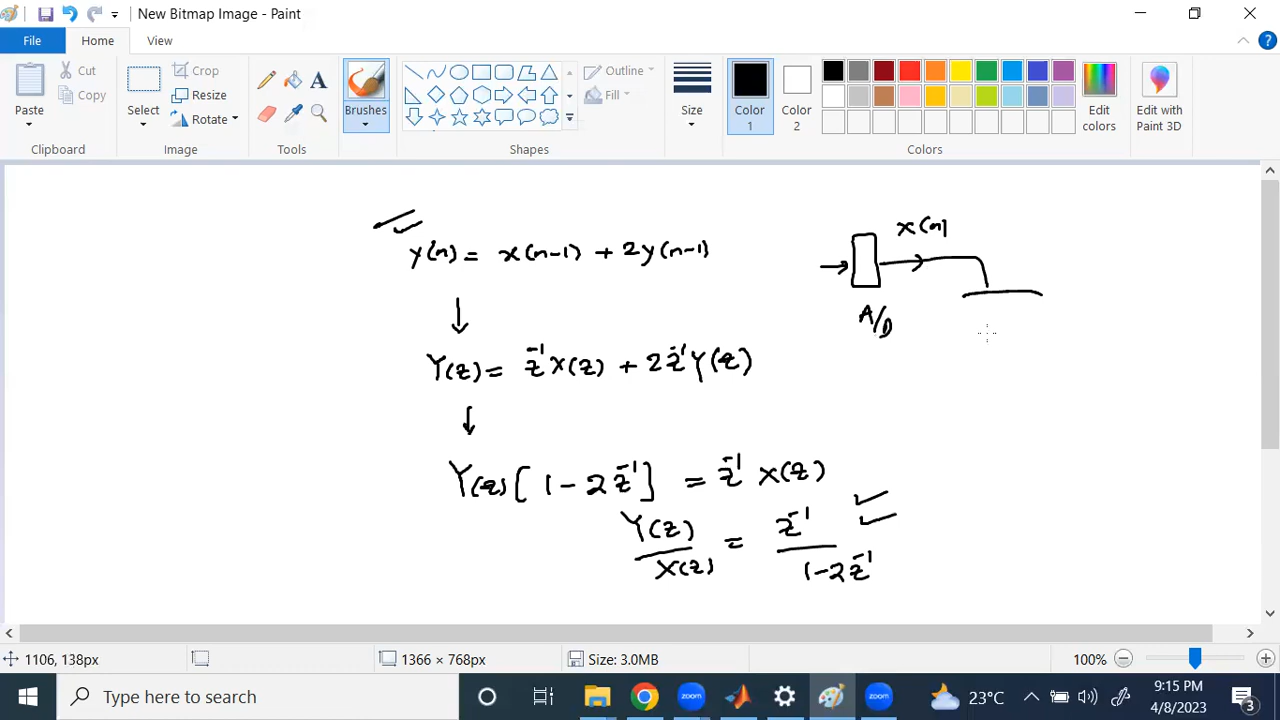 New Bitmap Image - Paint
File Home View
Paste Cut Copy Clipboard
Select Crop Resize Rotate Image
Tools
Brushes
Shapes Outline Fill
Size
Color 1 Color 2 Colors
Edit colors
Edit with Paint 3D
y(n) = x(n-1) + 2y(n-1)
x(n)
A/D
Y(z) = z⁻¹X(z) + 2z⁻¹Y(z)
Y(z)[1-2z⁻¹] = z⁻¹ X(z)
Y(z)/X(z) = z⁻¹/1-2z⁻¹
1106, 138px 1366 × 768px Size: 3.0MB 100%
Type here to search zoom zoom 23°C 9:15 PM
4/8/2023 3